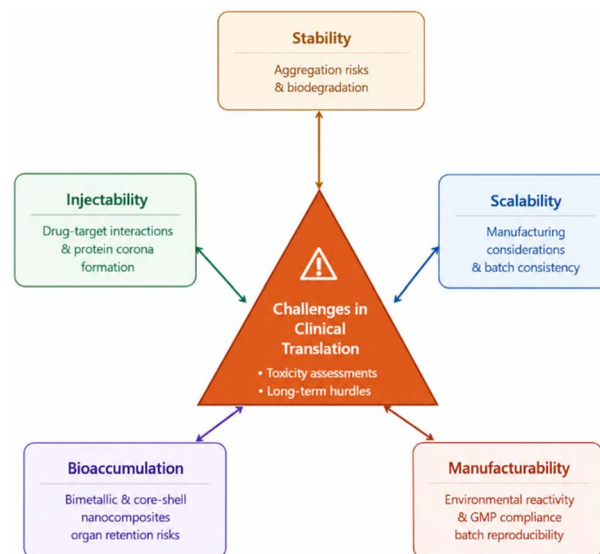 Stability
Aggregation risks
& biodegradation
Injectability
Drug-target interactions
& protein corona
formation
Scalability
Manufacturing
considerations
& batch consistency
Challenges in
Clinical
Translation
• Toxicity assessments
• Long-term hurdles
Bioaccumulation
Bimetallic & core-shell
nanocomposites
organ retention risks
Manufacturability
Environmental reactivity
& GMP compliance
batch reproducibility